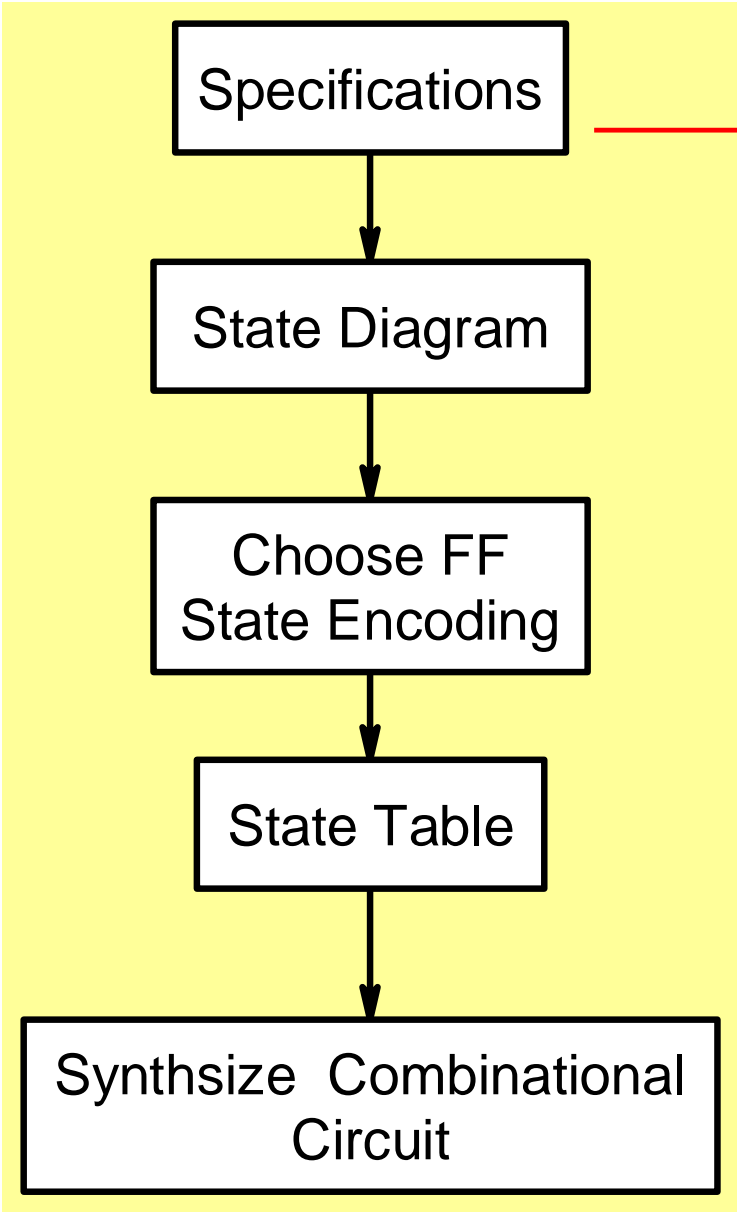 Specifications
State Diagram
Choose FF
State Encoding
State Table
Synthsize Combinational
Circuit